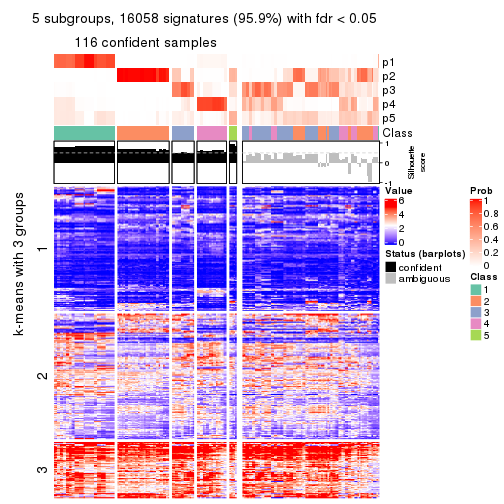 5 subgroups, 16058 signatures (95.9%) with fdr < 0.05
116 confident samples
p1
p2
p3
p4
p5
Class
1
0
-1
Silhouette
score
k-means with 3 groups
1
2
3
Value
6
4
2
0
Status (barplots)
confident
ambiguous
Prob
1
0.8
0.6
0.4
0.2
0
Class
1
2
3
4
5